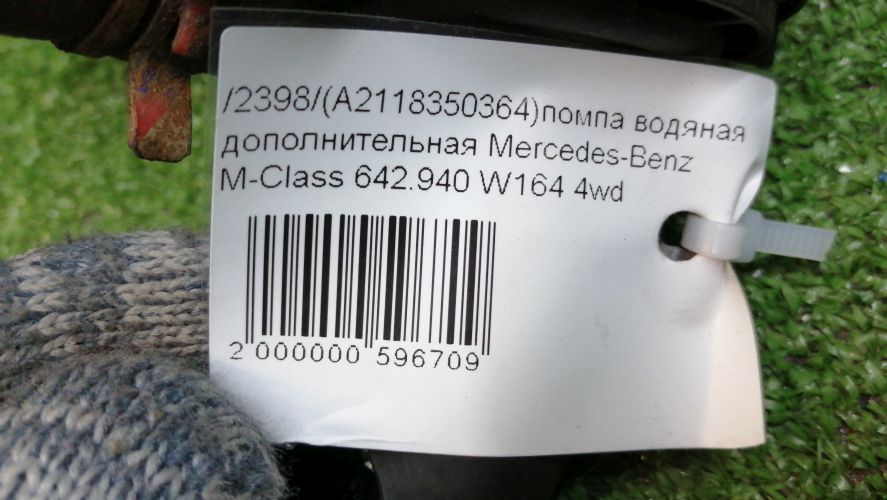 /2398/(A2118350364)помпа водяная
дополнительная Mercedes-Benz
M-Class 642.940 W164 4wd
2 000000 596709